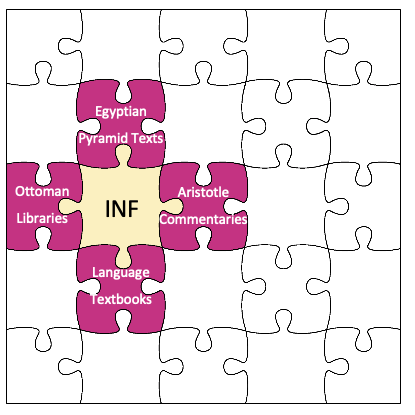 Egyptian
Pyramid Texts
Ottoman
Libraries
INF
Aristotle
Commentaries
Language
Textbooks